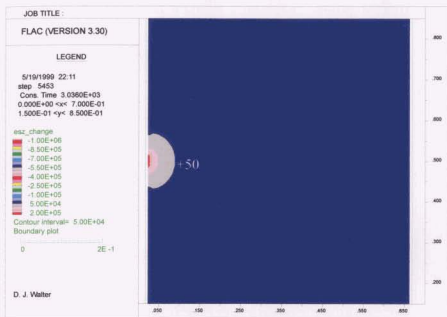 JOB TITLE :
FLAC (VERSION 3.30)
LEGEND
5/19/1999 22:11
step 5453
Cons. Time 3.0360E+03
0.000E+00 <x< 7.000E-01
1.500E-01 <y< 8.500E-01
esz_change
-1.00E+06
-8.50E+05
-7.00E+05
-5.50E+05
-4.00E+05
-2.50E+05
-1.00E+05
5.00E+04
2.00E+05
Contour interval= 5.00E+04
Boundary plot
0 2E -1
D. J. Walter
+50
.800
.700
.600
.500
.400
.300
.200
.050 .150 .250 .350 .450 .550 .650